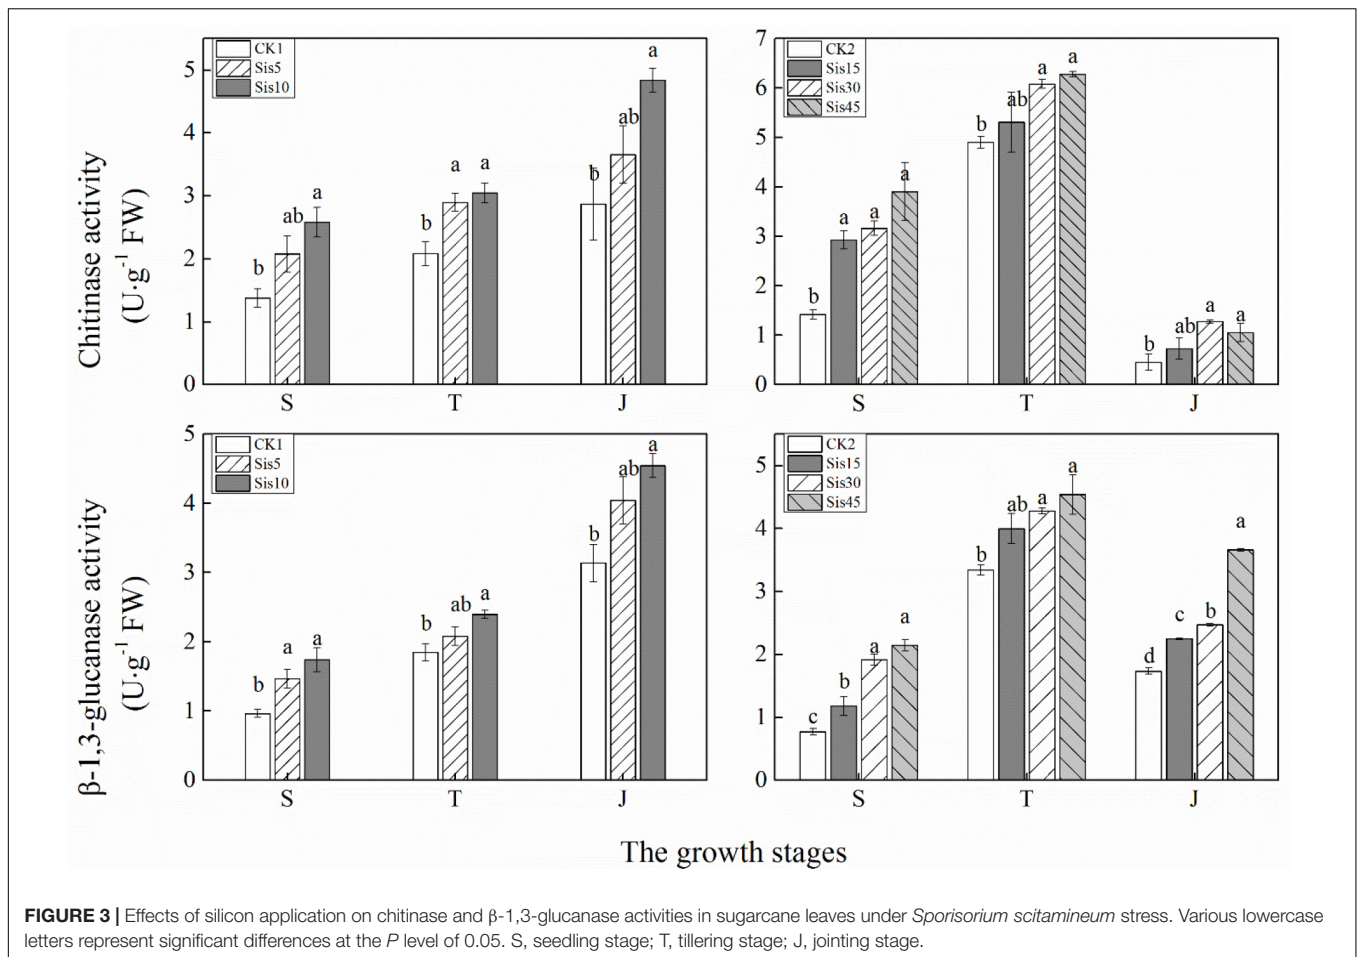 Chitinase activity
(U·g⁻¹ FW)
CK1
Sis5
Sis10
5
4
3
2
1
0
b
ab
a
b
a
a
b
ab
a
S
T
J
CK2
Sis15
Sis30
Sis45
7
6
5
4
3
2
1
0
b
a
a
a
b
ab
a
a
b
ab
a
a
S
T
J
β-1,3-glucanase activity
(U·g⁻¹ FW)
CK1
Sis5
Sis10
5
4
3
2
1
0
b
a
a
b
ab
a
b
ab
a
S
T
J
CK2
Sis15
Sis30
Sis45
5
4
3
2
1
0
c
b
a
a
b
ab
a
a
d
c
b
a
S
T
J
The growth stages
FIGURE 3 | Effects of silicon application on chitinase and β-1,3-glucanase activities in sugarcane leaves under Sporisorium scitamineum stress. Various lowercase
letters represent significant differences at the P level of 0.05. S, seedling stage; T, tillering stage; J, jointing stage.